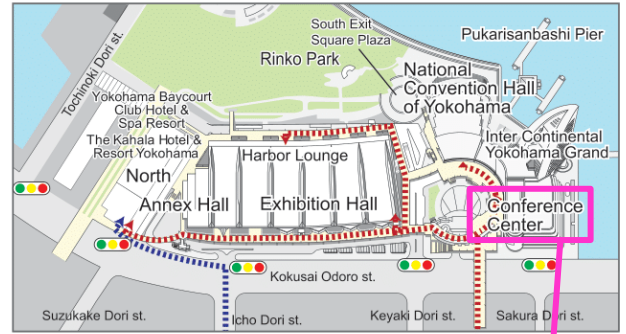 South Exit
Square Plaza
Pukarisanbashi Pier
Rinko Park
National
Convention Hall
of Yokohama
Tochinoki Dori st.
Yokohama Baycourt
Club Hotel &
Spa Resort
The Kahala Hotel &
Resort Yokohama
Inter Continental
Yokohama Grand
Harbor Lounge
North
Annex Hall
Exhibition Hall
Conference
Center
Kokusai Odoro st.
Suzukake Dori st.
Icho Dori st.
Keyaki Dori st.
Sakura Dori st.